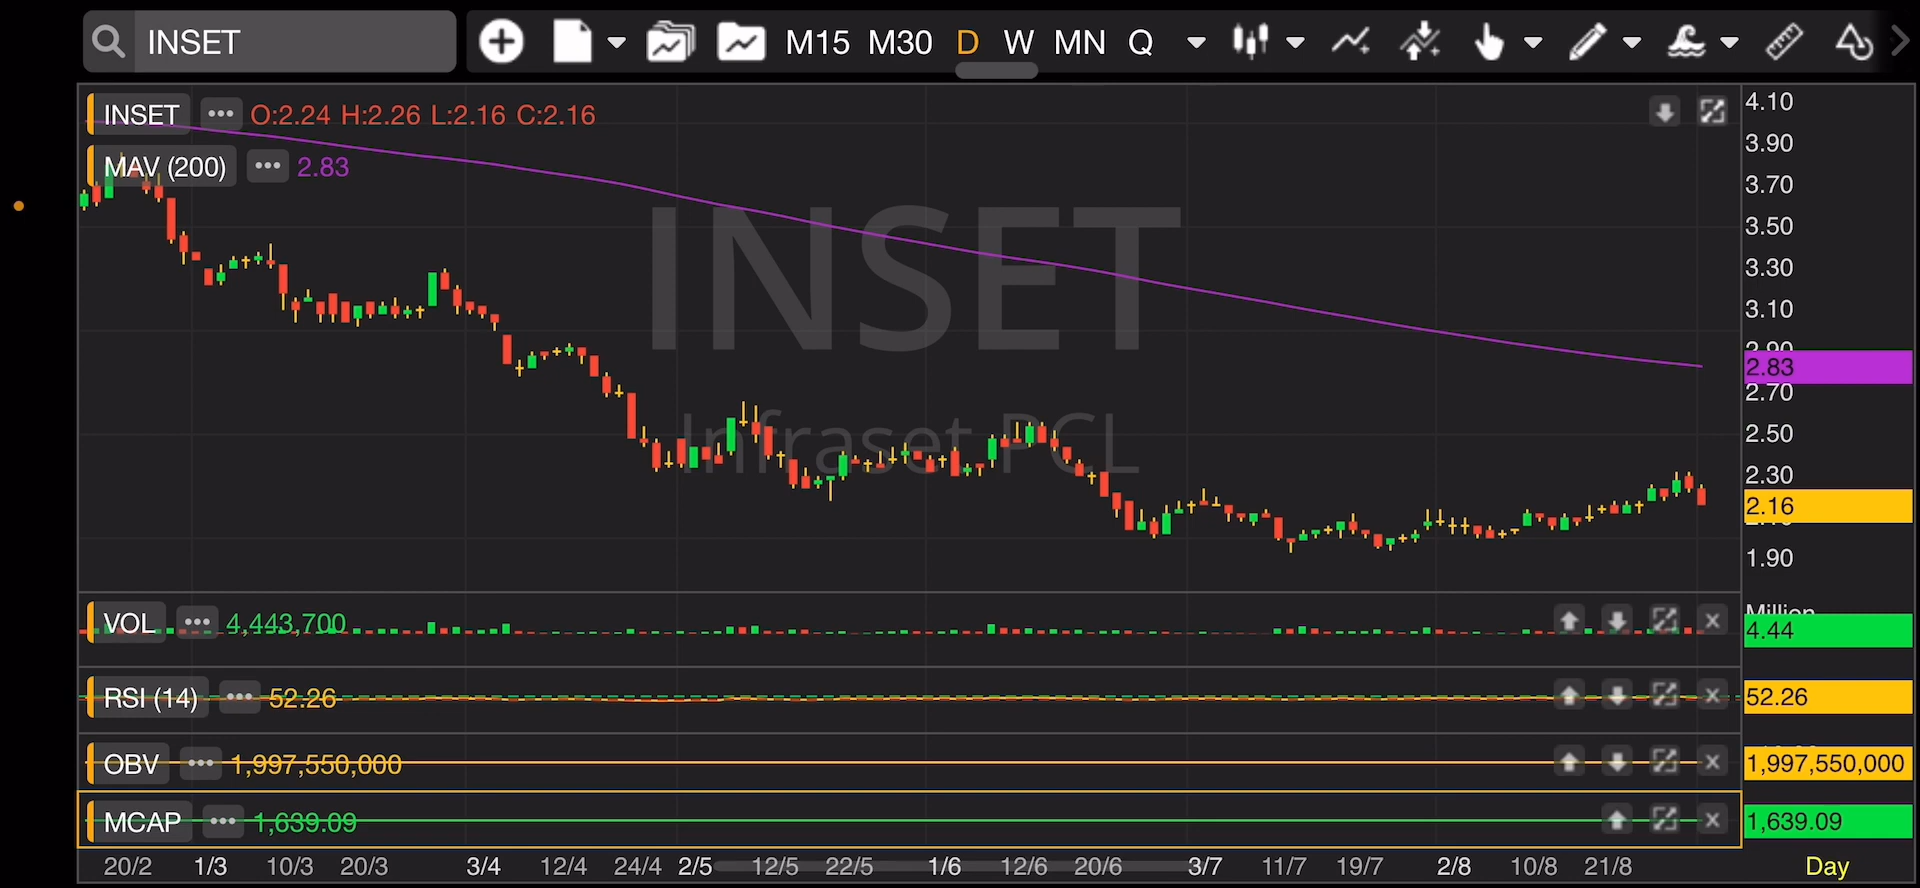 INSET
M15 M30 D W MN Q
INSET ••• O:2.24 H:2.26 L:2.16 C:2.16
MAV (200) ••• 2.83
INSET
Infraset PCL
4.10
3.90
3.70
3.50
3.30
3.10
2.90
2.83
2.70
2.50
2.30
2.16
1.90
VOL ••• 4,443,700
Million
4.44
RSI (14) ••• 52.26
52.26
OBV ••• 1,997,550,000
1,997,550,000
MCAP ••• 1,639.09
1,639.09
20/2 1/3 10/3 20/3 3/4 12/4 24/4 2/5 12/5 22/5 1/6 12/6 20/6 3/7 11/7 19/7 2/8 10/8 21/8 Day